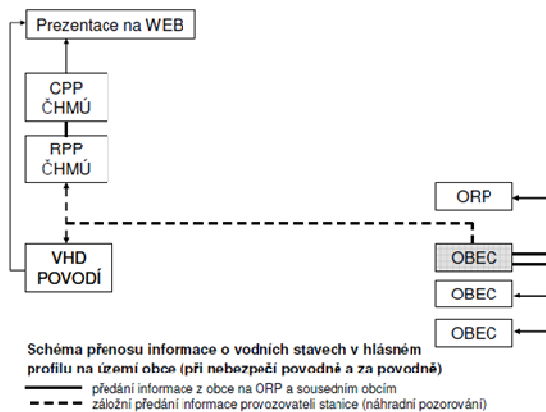 Prezentace na WEB
CPP
ČHMÚ
RPP
ČHMÚ
ORP
VHD
POVODÍ
OBEC
OBEC
OBEC
Schéma přenosu informace o vodních stavech v hlásném
profilu na území obce (při nebezpečí povodně a za povodně)
předání informace z obce na ORP a sousedním obcím
záložní předání informace provozovateli stanice (náhradní pozorování)